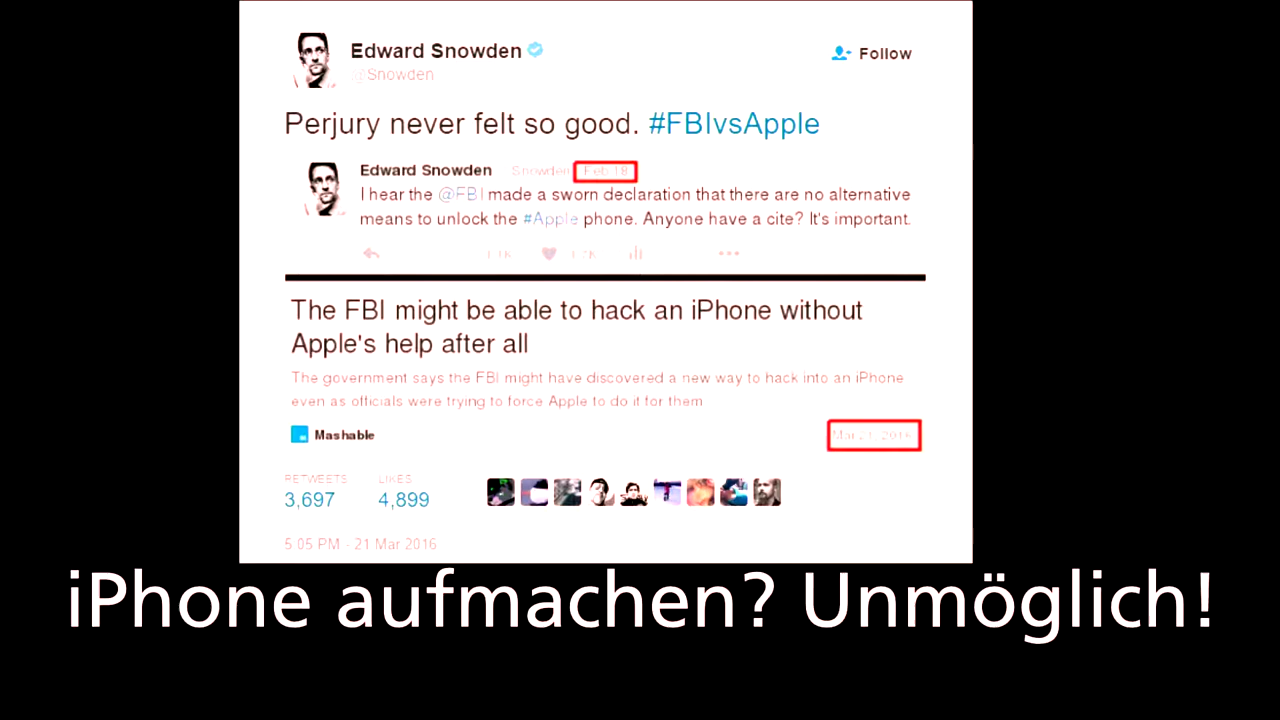 Edward Snowden
@Snowden
Follow
Perjury never felt so good. #FBIvsApple
Edward Snowden Snowden Feb 18
I hear the @FBI made a sworn declaration that there are no alternative
means to unlock the #Apple phone. Anyone have a cite? It's important.
The FBI might be able to hack an iPhone without
Apple's help after all
The government says the FBI might have discovered a new way to hack into an iPhone
even as officials were trying to force Apple to do it for them
Mashable
RETWEETS LIKES
3,697 4,899
5:05 PM - 21 Mar 2016
iPhone aufmachen? Unmöglich!